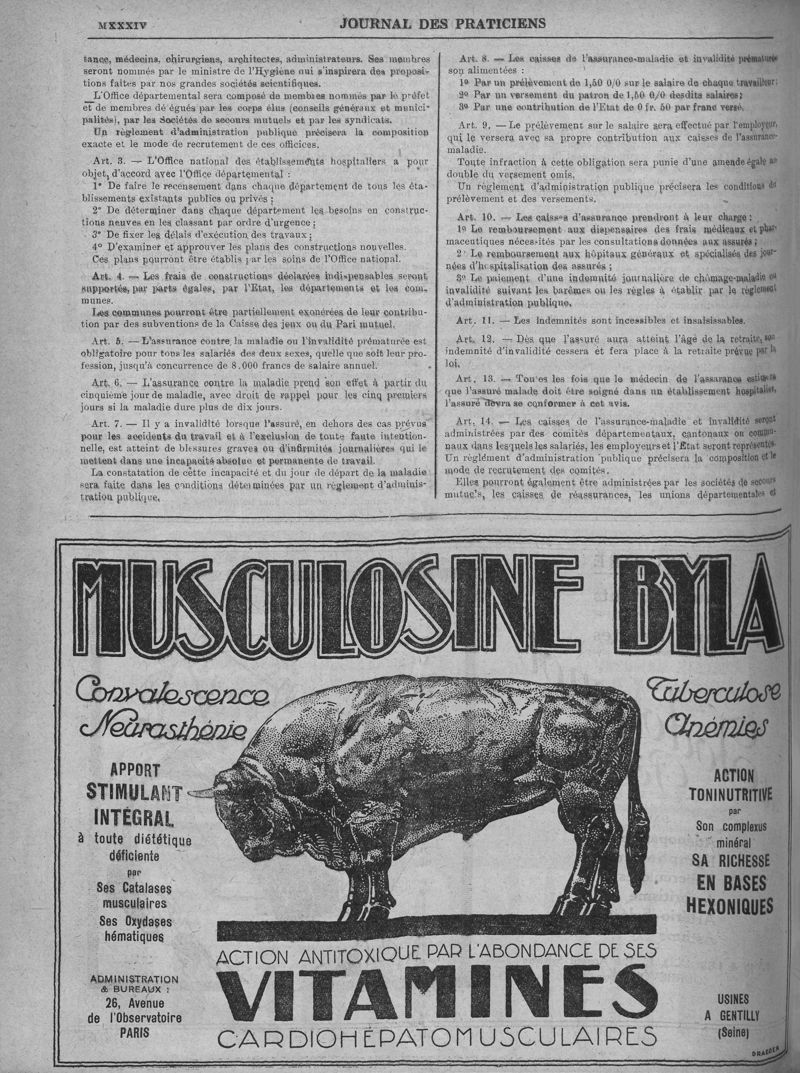 MXXXIV
JOURNAL DES PRATICIENS
tance, médecins, chirurgiens, architectes, administrateurs. Ses membres
seront nommés par le ministre de l'Hygiène qui s'inspirera des proposi-
tions faites par nos grandes sociétés scientifiques.
L'Office départemental sera composé de membres nommés par le préfet
et de membres délégués par les corps élus (conseils généraux et munici-
palités), par les Sociétés de secours mutuels et par les syndicats.
Un règlement d'administration publique précisera la composition
exacte et le mode de recrutement de ces officices.
Art. 3. — L'Office national des établissements hospitaliers a pour
objet, d'accord avec l'Office départemental :
1° De faire le recensement dans chaque département de tous les éta-
blissements existants publics ou privés ;
2° De déterminer dans chaque département les besoins en construc-
tions neuves en les classant par ordre d'urgence ;
3° De fixer les délais d'exécution des travaux ;
4° D'examiner et approuver les plans des constructions nouvelles.
Ces plans pourront être établis par les soins de l'Office national.
Art. 4. — Les frais de constructions déclarées indispensables seront
supportés, par parts égales, par l'Etat, les départements et les com-
munes.
Les communes pourront être partiellement exonérées de leur contribu-
tion par des subventions de la Caisse des jeux ou du Pari mutuel.
Art. 5. — L'assurance contre la maladie ou l'invalidité prématurée est
obligatoire pour tous les salariés des deux sexes, quelle que soit leur pro-
fession, jusqu'à concurrence de 8.000 francs de salaire annuel.
Art. 6. — L'assurance contre la maladie prend son effet à partir du
cinquième jour de maladie, avec droit de rappel pour les cinq premiers
jours si la maladie dure plus de dix jours.
Art. 7. — Il y a invalidité lorsque l'assuré, en dehors des cas prévus
pour les accidents du travail et à l'exclusion de toute faute intention-
nelle, est atteint de blessures graves ou d'infirmités journalières qui le
mettent dans une incapacité absolue et permanente de travail.
La constatation de cette incapacité et du jour de départ de la maladie
sera faite dans les conditions déterminées par un règlement d'adminis-
tration publique.
Art. 8. — Les caisses de l'assurance-maladie et invalidité prématurée
son alimentées :
1° Par un prélèvement de 1,50 0/0 sur le salaire de chaque travailleur ;
2° Par un versement du patron de 1,50 0/0 desdits salaires ;
3° Par une contribution de l'Etat de 0 fr. 50 par franc versé.
Art. 9. — Le prélèvement sur le salaire sera effectué par l'employeur,
qui le versera avec sa propre contribution aux caisses de l'assurance-
maladie.
Toute infraction à cette obligation sera punie d'une amende égale au
double du versement omis.
Un règlement d'administration publique précisera les conditions du
prélèvement et des versements.
Art. 10. — Les caisses d'assurance prendront à leur charge :
1° Le remboursement aux dispensaires des frais médicaux et phar-
maceutiques nécessités par les consultations données aux assurés ;
2° Le remboursement aux hôpitaux généraux et spécialisés des jour-
nées d'hospitalisation des assurés ;
3° Le paiement d'une indemnité journalière de chômage-maladie ou
invalidité suivant les barèmes ou les règles à établir par le règlement
d'administration publique.
Art. 11. — Les indemnités sont incessibles et insaisissables.
Art. 12. — Dès que l'assuré aura atteint l'âge de la retraite, son
indemnité d'invalidité cessera et fera place à la retraite prévue par la
loi.
Art. 13. — Toutes les fois que le médecin de l'assurance estimera
que l'assuré malade doit être soigné dans un établissement hospitalier,
l'assuré devra se conformer à cet avis.
Art. 14. — Les caisses de l'assurance-maladie et invalidité seront
administrées par des comités départementaux, cantonaux ou commu-
naux dans lesquels les salariés, les employeurs et l'Etat seront représentés.
Un règlement d'administration publique précisera la composition et le
mode de recrutement des comités.
Elles pourront également être administrées par les sociétés de secours
mutuels, les caisses de réassurances, les unions départementales et
MUSCULOSINE BYLA
Convalescence
Neurasthénie
Tuberculose
Anémies
APPORT
STIMULANT
INTÉGRAL
à toute diététique
déficiente
par
Ses Catalases
musculaires
Ses Oxydases
hématiques
ACTION
TONINUTRITIVE
par
Son complexus
minéral
SA RICHESSE
EN BASES
HEXONIQUES
ACTION ANTITOXIQUE PAR L'ABONDANCE DE SES
VITAMINES
CARDIOHÉPATOMUSCULAIRES
ADMINISTRATION
& BUREAUX :
26, Avenue
de l'Observatoire
PARIS
USINES
A GENTILLY
(Seine)
DRAEGER